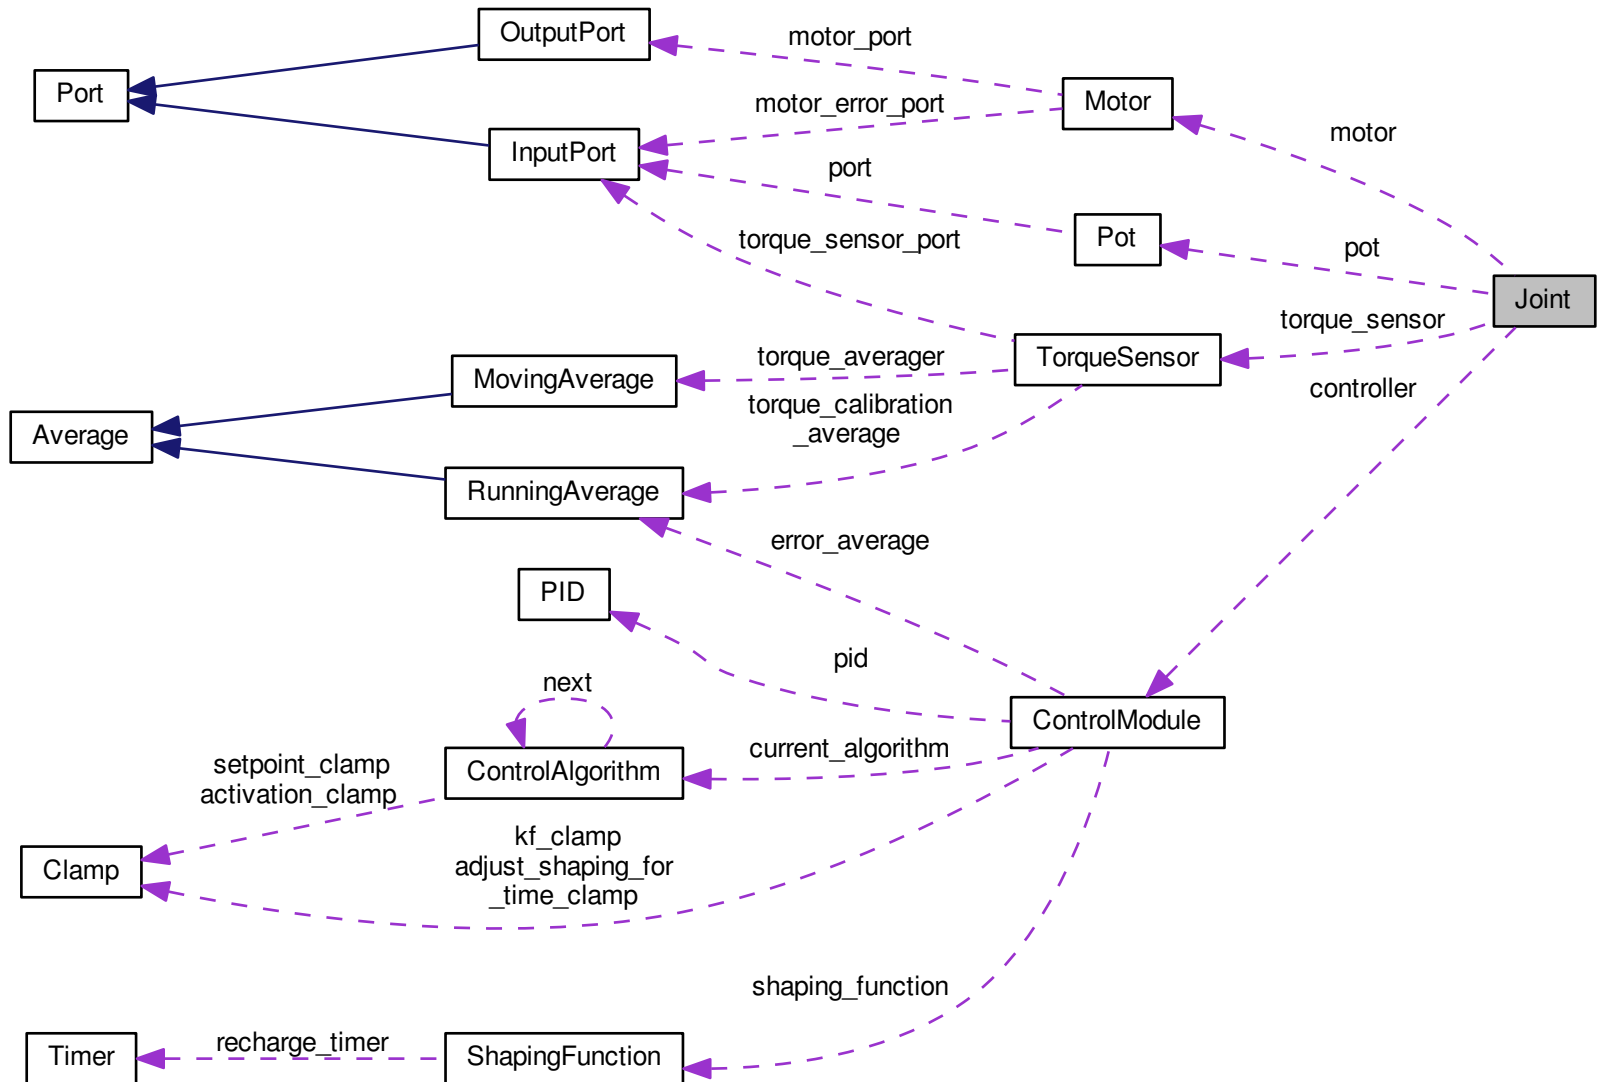 OutputPort
motor_port
Port
Motor
motor_error_port
InputPort
motor
port
Pot
torque_sensor_port
pot
Joint
torque_sensor
TorqueSensor
torque_averager
MovingAverage
controller
torque_calibration
_average
Average
RunningAverage
error_average
PID
pid
next
ControlModule
current_algorithm
ControlAlgorithm
setpoint_clamp
activation_clamp
kf_clamp
adjust_shaping_for
_time_clamp
Clamp
shaping_function
recharge_timer
Timer
ShapingFunction